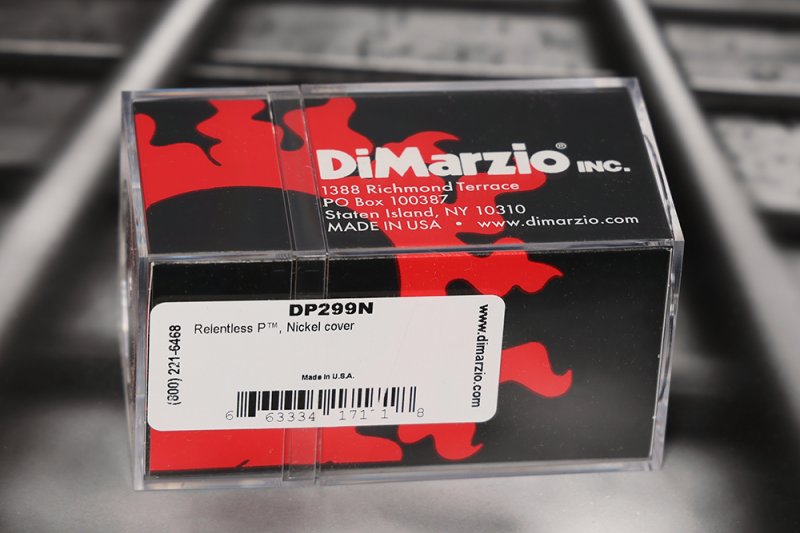 DiMarzio® INC.
1388 Richmond Terrace
PO Box 100387
Staten Island, NY 10310
MADE IN USA • www.dimarzio.com
DP299N
Relentless P™, Nickel cover
(800) 221-6468
www.dimarzio.com
Made in U.S.A.
6 63334 17111 8